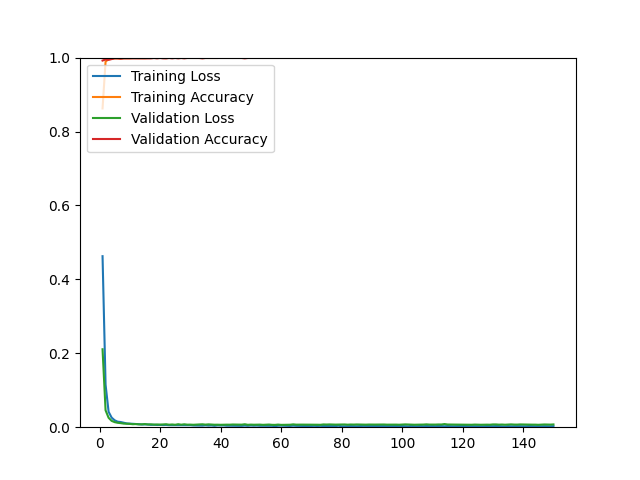 1.0
0.8
0.6
0.4
0.2
0.0
Training Loss
Training Accuracy
Validation Loss
Validation Accuracy
0 20 40 60 80 100 120 140